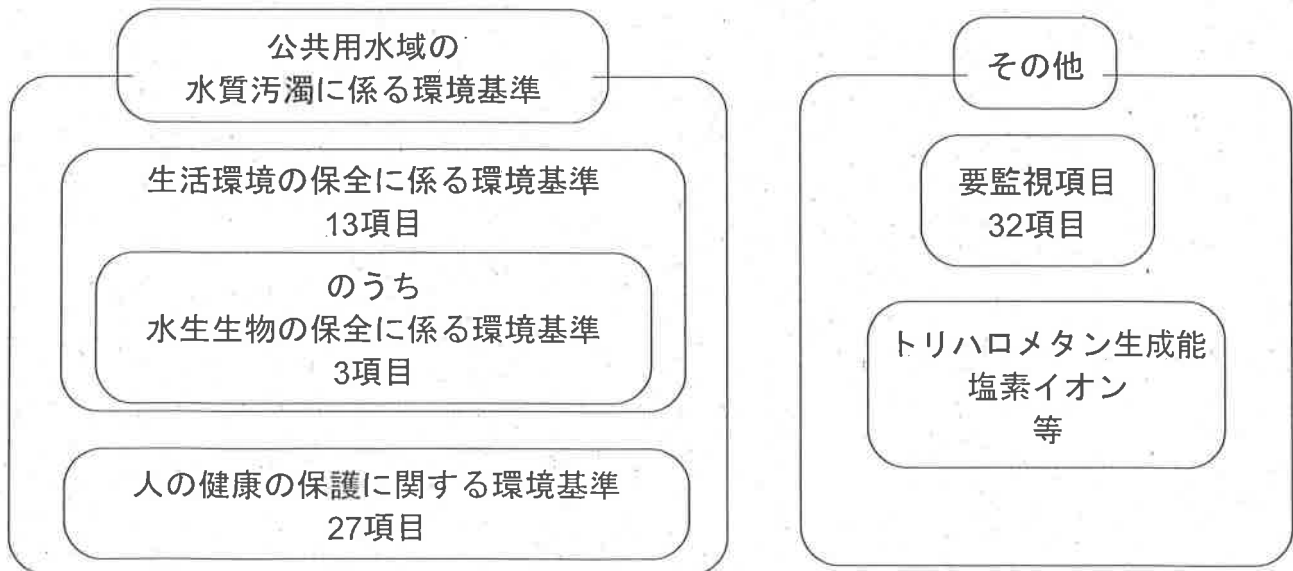 公共用水域の
水質汚濁に係る環境基準
生活環境の保全に係る環境基準
13項目
のうち
水生生物の保全に係る環境基準
3項目
人の健康の保護に関する環境基準
27項目
その他
要監視項目
32項目
トリハロメタン生成能
塩素イオン
等